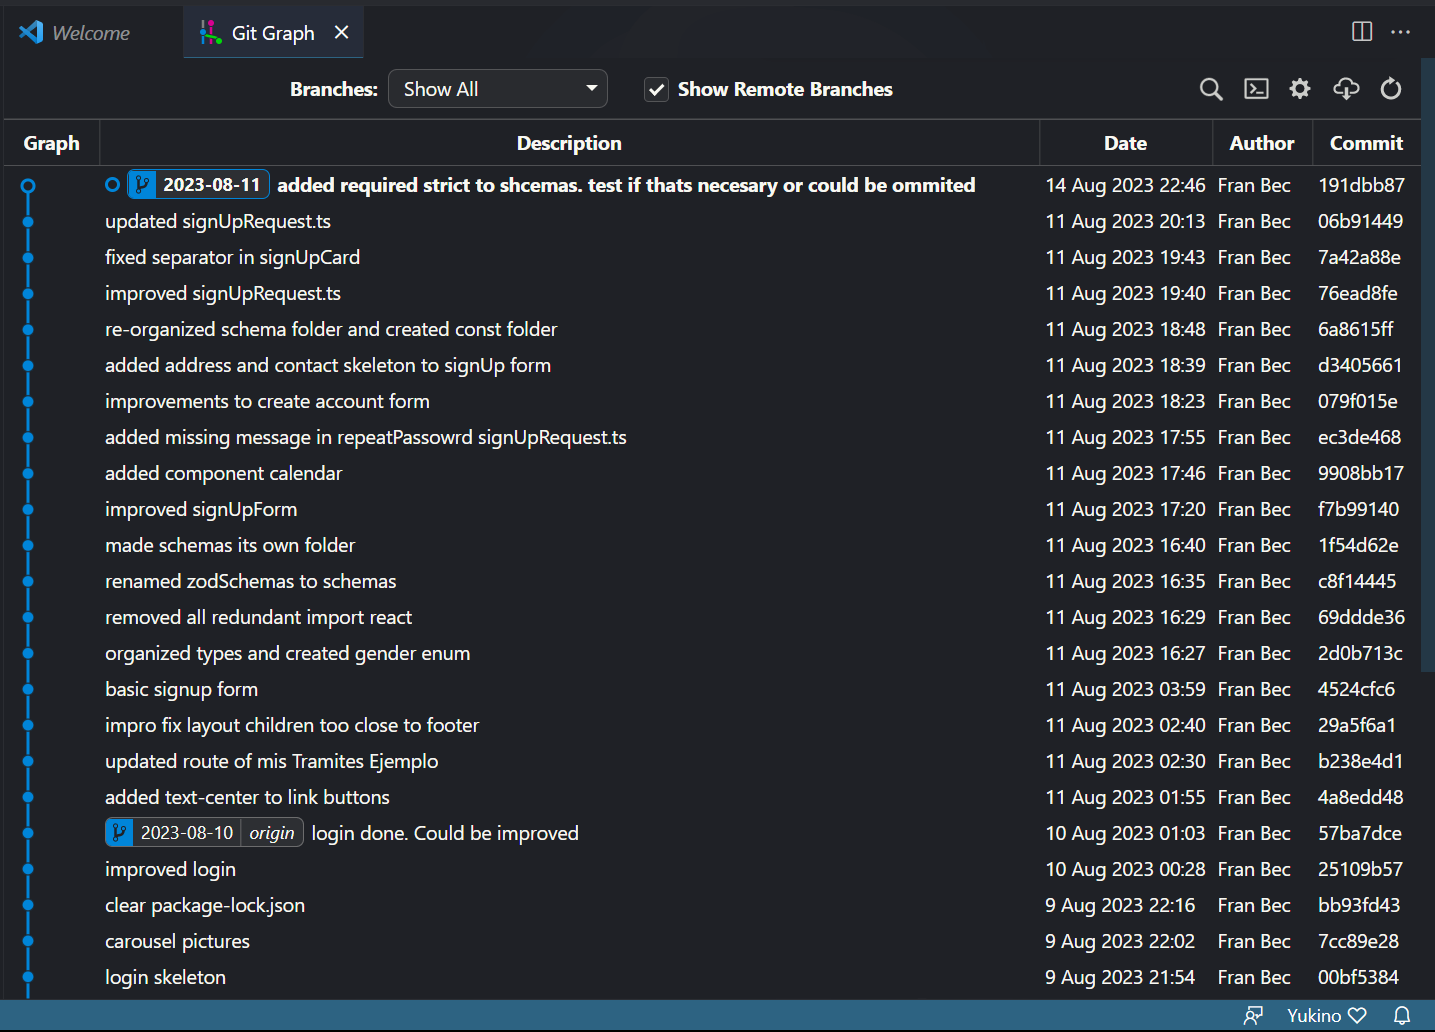 Welcome
Git Graph
Branches: Show All Show Remote Branches
Graph Description Date Author Commit
2023-08-11 added required strict to shcemas. test if thats necesary or could be ommited 14 Aug 2023 22:46 Fran Bec 191dbb87
updated signUpRequest.ts 11 Aug 2023 20:13 Fran Bec 06b91449
fixed separator in signUpCard 11 Aug 2023 19:43 Fran Bec 7a42a88e
improved signUpRequest.ts 11 Aug 2023 19:40 Fran Bec 76ead8fe
re-organized schema folder and created const folder 11 Aug 2023 18:48 Fran Bec 6a8615ff
added address and contact skeleton to signUp form 11 Aug 2023 18:39 Fran Bec d3405661
improvements to create account form 11 Aug 2023 18:23 Fran Bec 079f015e
added missing message in repeatPassowrd signUpRequest.ts 11 Aug 2023 17:55 Fran Bec ec3de468
added component calendar 11 Aug 2023 17:46 Fran Bec 9908bb17
improved signUpForm 11 Aug 2023 17:20 Fran Bec f7b99140
made schemas its own folder 11 Aug 2023 16:40 Fran Bec 1f54d62e
renamed zodSchemas to schemas 11 Aug 2023 16:35 Fran Bec c8f14445
removed all redundant import react 11 Aug 2023 16:29 Fran Bec 69ddde36
organized types and created gender enum 11 Aug 2023 16:27 Fran Bec 2d0b713c
basic signup form 11 Aug 2023 03:59 Fran Bec 4524cfc6
impro fix layout children too close to footer 11 Aug 2023 02:40 Fran Bec 29a5f6a1
updated route of mis Tramites Ejemplo 11 Aug 2023 02:30 Fran Bec b238e4d1
added text-center to link buttons 11 Aug 2023 01:55 Fran Bec 4a8edd48
2023-08-10 origin login done. Could be improved 10 Aug 2023 01:03 Fran Bec 57ba7dce
improved login 10 Aug 2023 00:28 Fran Bec 25109b57
clear package-lock.json 9 Aug 2023 22:16 Fran Bec bb93fd43
carousel pictures 9 Aug 2023 22:02 Fran Bec 7cc89e28
login skeleton 9 Aug 2023 21:54 Fran Bec 00bf5384
Yukino ♡